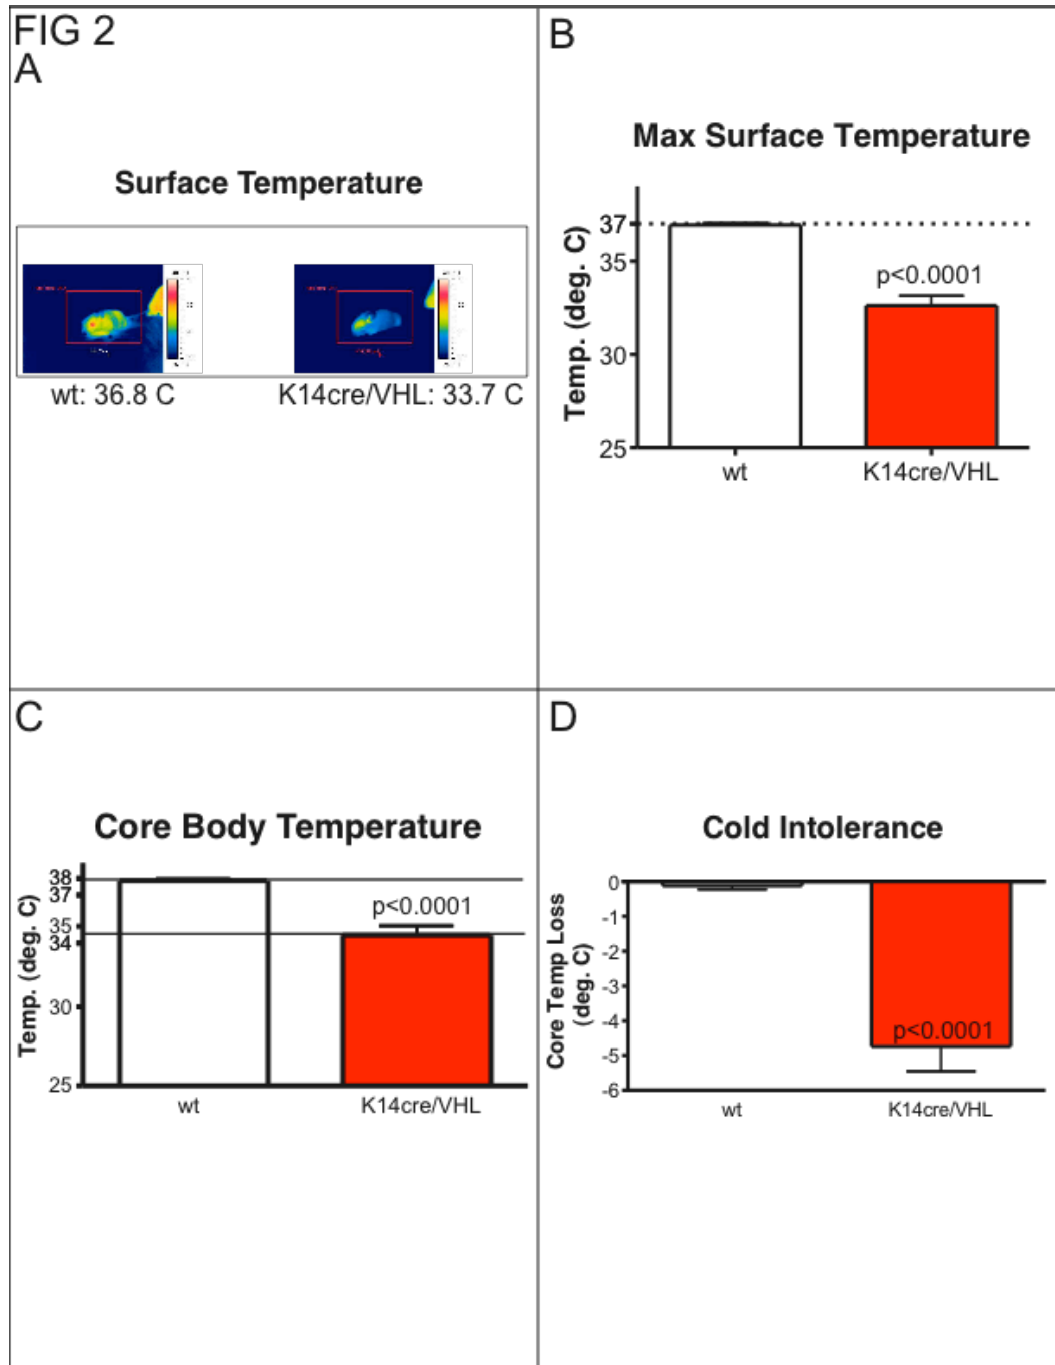 FIG 2
A
Surface Temperature
wt: 36.8 C
K14cre/VHL: 33.7 C
B
Max Surface Temperature
Temp. (deg. C)
37
35
30
25
p<0.0001
wt
K14cre/VHL
C
Core Body Temperature
Temp. (deg. C)
38
37
35
34
30
25
p<0.0001
wt
K14cre/VHL
D
Cold Intolerance
Core Temp Loss
(deg. C)
0
-1
-2
-3
-4
-5
-6
p<0.0001
wt
K14cre/VHL